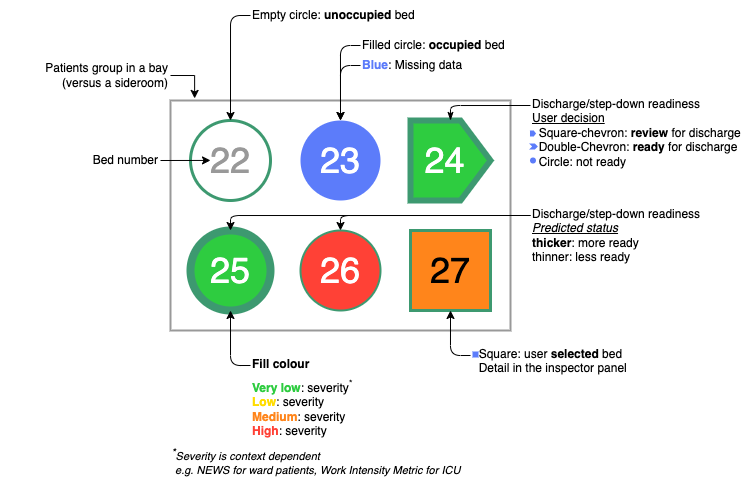 Empty circle: unoccupied bed
Filled circle: occupied bed
Blue: Missing data
Patients group in a bay
(versus a sideroom)
Discharge/step-down readiness
User decision
Square-chevron: review for discharge
Double-Chevron: ready for discharge
Circle: not ready
Bed number
22
23
24
Discharge/step-down readiness
Predicted status
thicker: more ready
thinner: less ready
25
26
27
Square: user selected bed
Detail in the inspector panel
Fill colour
Very low: severity*
Low: severity
Medium: severity
High: severity
*Severity is context dependent
e.g. NEWS for ward patients, Work Intensity Metric for ICU